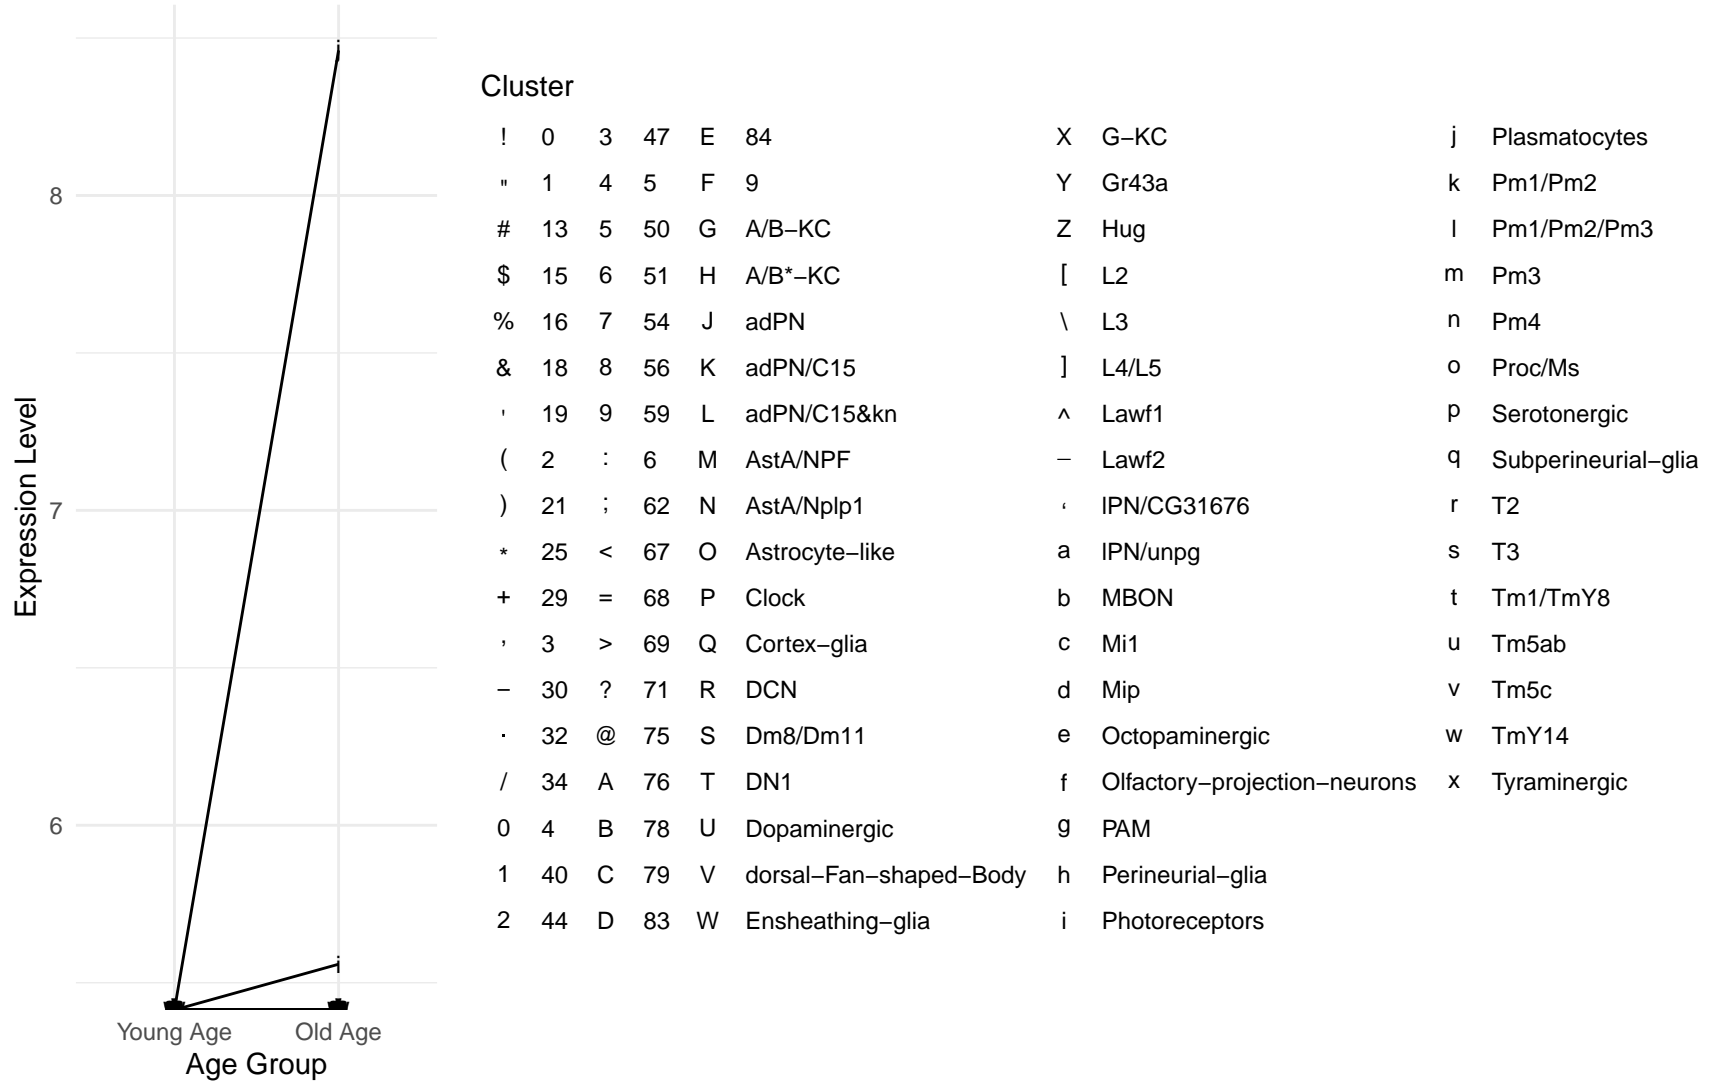 Cluster
! 0 3 47 E 84 X G−KC j Plasmatocytes
" 1 4 5 F 9 Y Gr43a k Pm1/Pm2
# 13 5 50 G A/B−KC Z Hug l Pm1/Pm2/Pm3
$ 15 6 51 H A/B*−KC [ L2 m Pm3
% 16 7 54 J adPN \ L3 n Pm4
& 18 8 56 K adPN/C15 ] L4/L5 o Proc/Ms
' 19 9 59 L adPN/C15&kn ^ Lawf1 p Serotonergic
( 2 : 6 M AstA/NPF − Lawf2 q Subperineurial−glia
) 21 ; 62 N AstA/Nplp1 ‘ lPN/CG31676 r T2
* 25 < 67 O Astrocyte−like a lPN/unpg s T3
+ 29 = 68 P Clock b MBON t Tm1/TmY8
, 3 > 69 Q Cortex−glia c Mi1 u Tm5ab
− 30 ? 71 R DCN d Mip v Tm5c
. 32 @ 75 S Dm8/Dm11 e Octopaminergic w TmY14
/ 34 A 76 T DN1 f Olfactory−projection−neurons x Tyraminergic
0 4 B 78 U Dopaminergic g PAM
1 40 C 79 V dorsal−Fan−shaped−Body h Perineurial−glia
2 44 D 83 W Ensheathing−glia i Photoreceptors
Expression Level
8
7
6
j
i
Young Age Old Age
Age Group